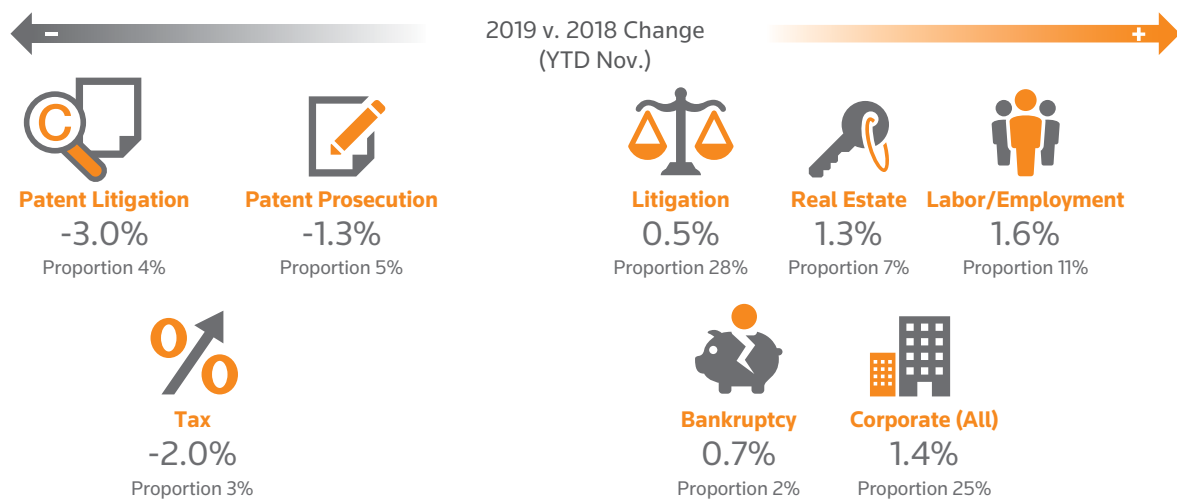 2019 v. 2018 Change
(YTD Nov.)
Patent Litigation
-3.0%
Proportion 4%
Patent Prosecution
-1.3%
Proportion 5%
Litigation
0.5%
Proportion 28%
Real Estate
1.3%
Proportion 7%
Labor/Employment
1.6%
Proportion 11%
Tax
-2.0%
Proportion 3%
Bankruptcy
0.7%
Proportion 2%
Corporate (All)
1.4%
Proportion 25%